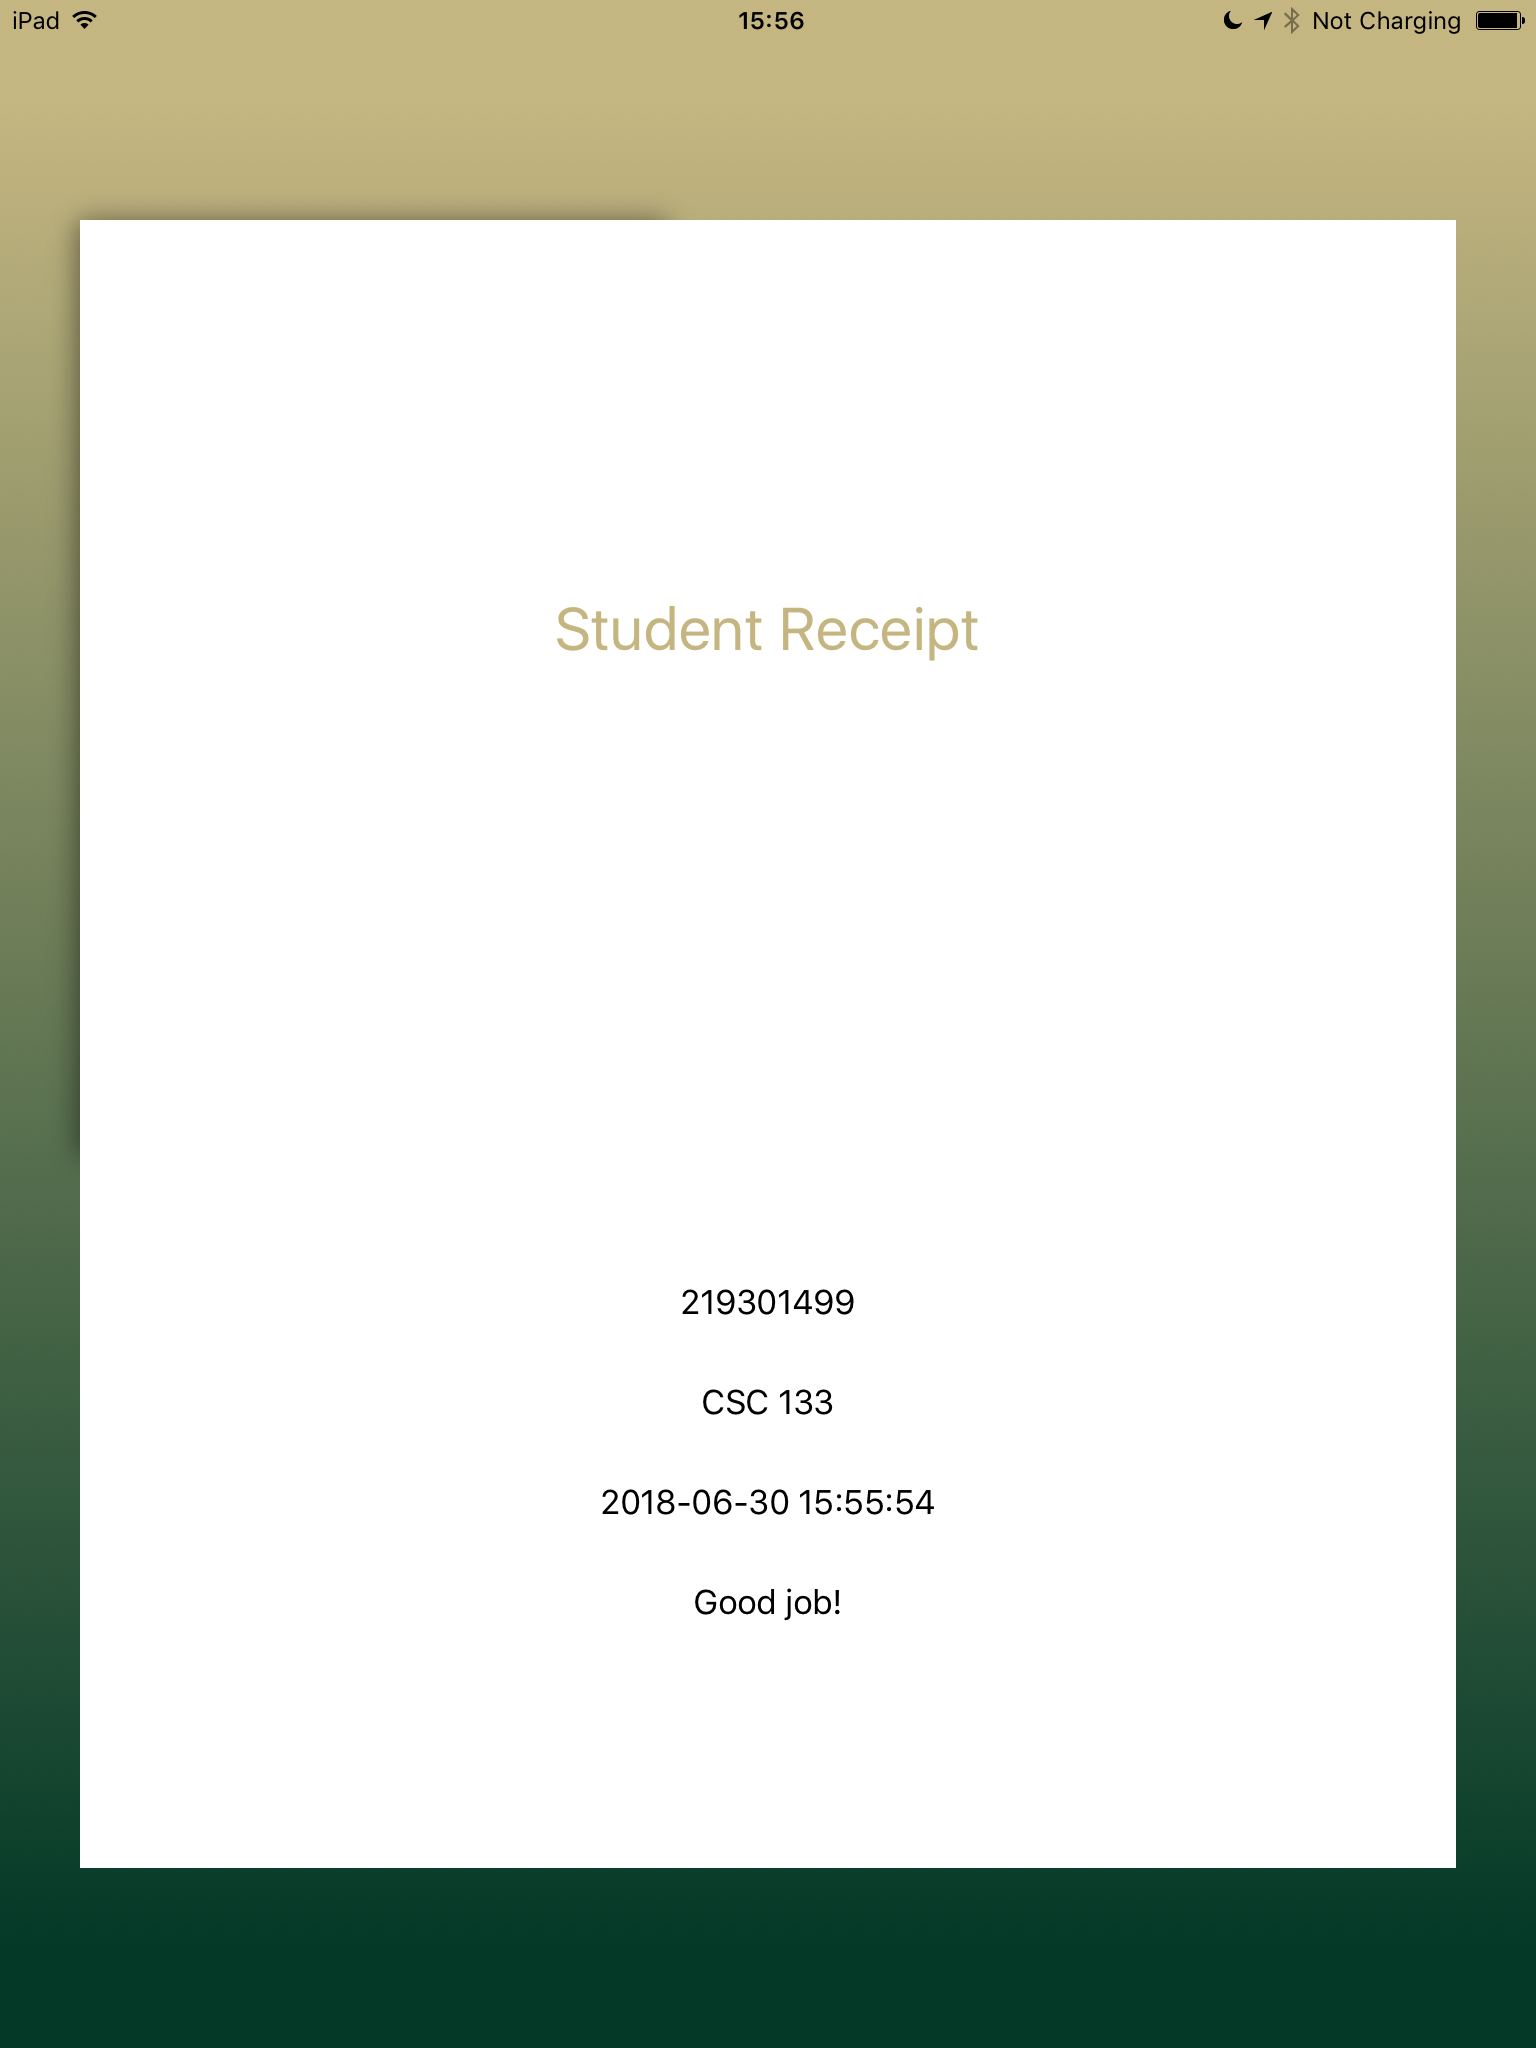 iPad 15:56 Not Charging
Student Receipt
219301499
CSC 133
2018-06-30 15:55:54
Good job!